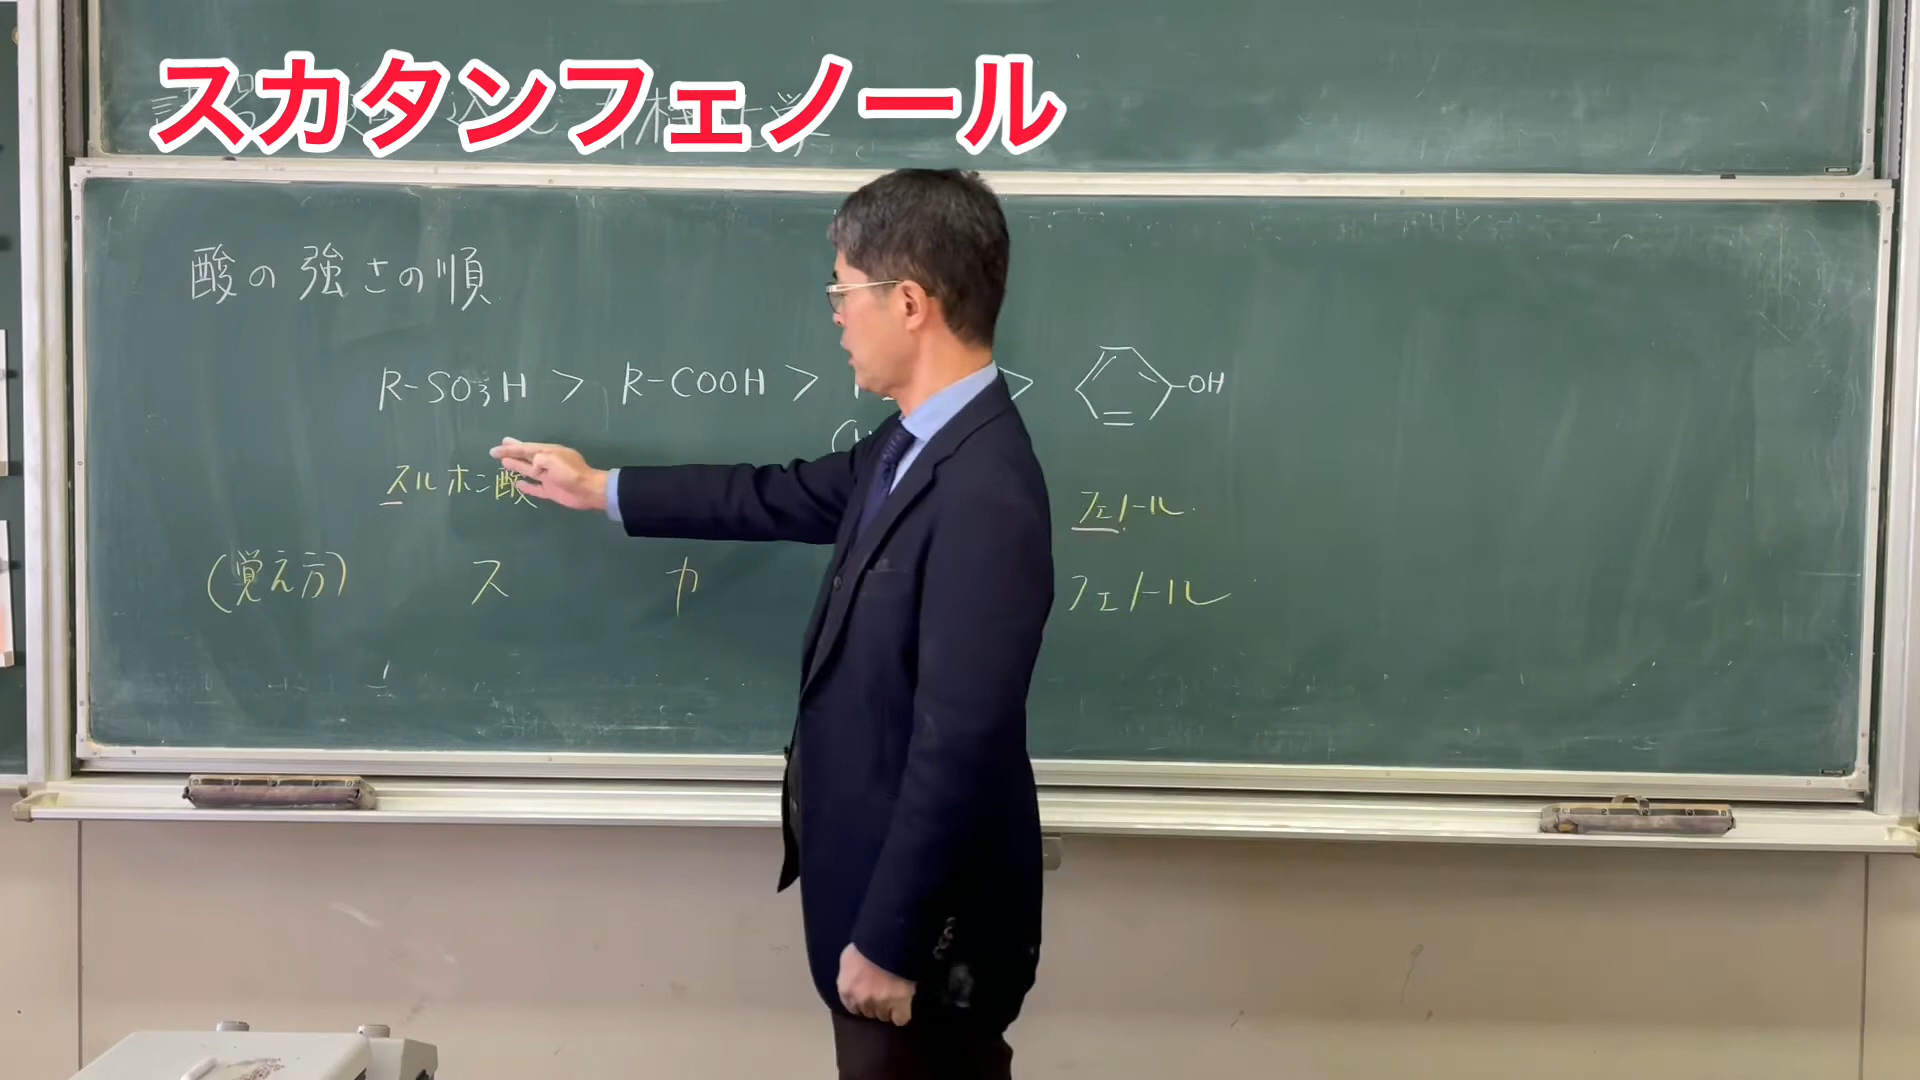 スカタンフェノール
酸の強さの順
R-SO3H > R-COOH > > -OH
スルホン酸 フェノール
(覚え方) ス カ フェノール